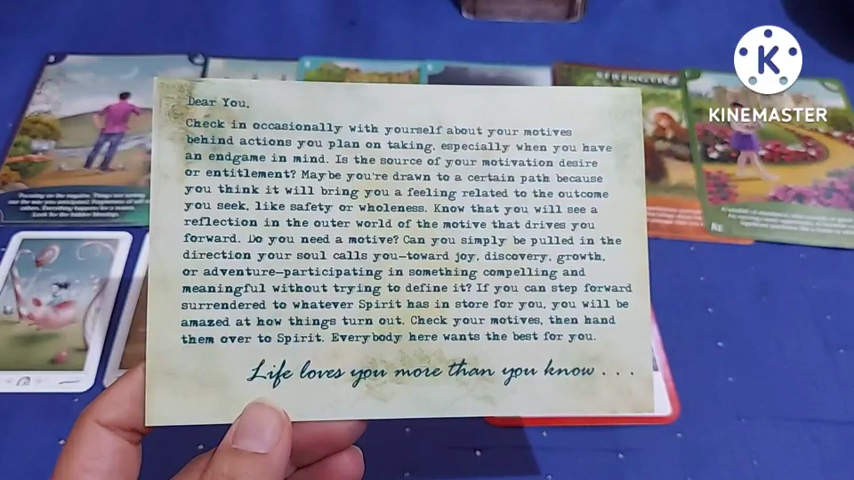 KINEMASTER
STRENGTH
Dear You,
Check in occasionally with yourself about your motives
behind actions you plan on taking, especially when you have
an endgame in mind. Is the source of your motivation desire
or entitlement? Maybe you're drawn to a certain path because
you think it will bring you a feeling related to the outcome
you seek, like safety or wholeness. Know that you will see a
reflection in the outer world of the motive that drives you
forward. Do you need a motive? Can you simply be pulled in the
direction your soul calls you—toward joy, discovery, growth,
or adventure—participating in something compelling and
meaningful without trying to define it? If you can step forward
surrendered to whatever Spirit has in store for you, you will be
amazed at how things turn out. Check your motives, then hand
them over to Spirit. Everybody here wants the best for you.
Life loves you more than you know . . .
Look for the hidden blessing.